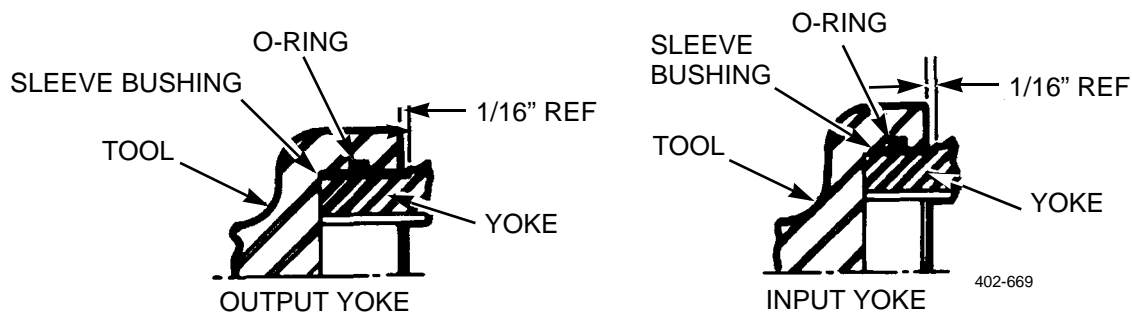 O-RING
SLEEVE BUSHING
1/16” REF
TOOL
YOKE
OUTPUT YOKE
O-RING
SLEEVE
BUSHING
1/16” REF
TOOL
YOKE
INPUT YOKE
402-669